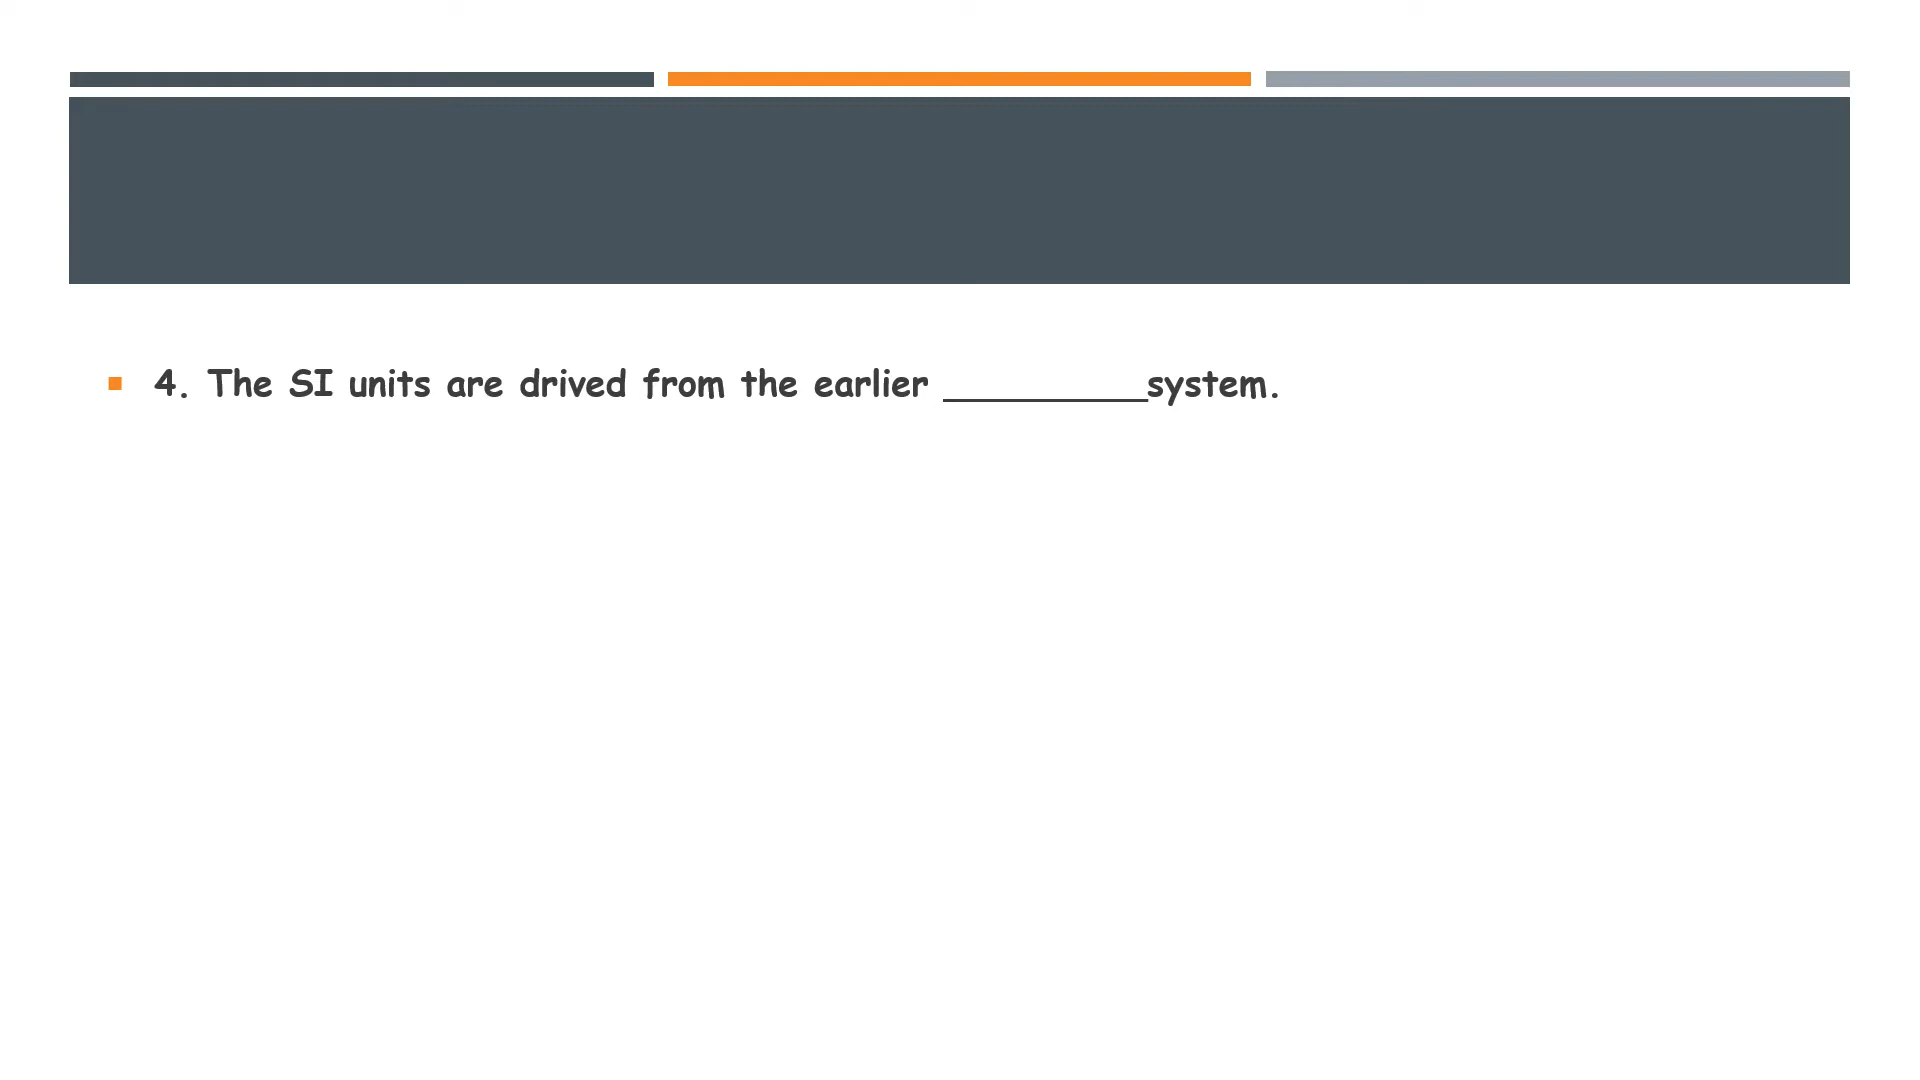 4. The SI units are drived from the earlier __________system.